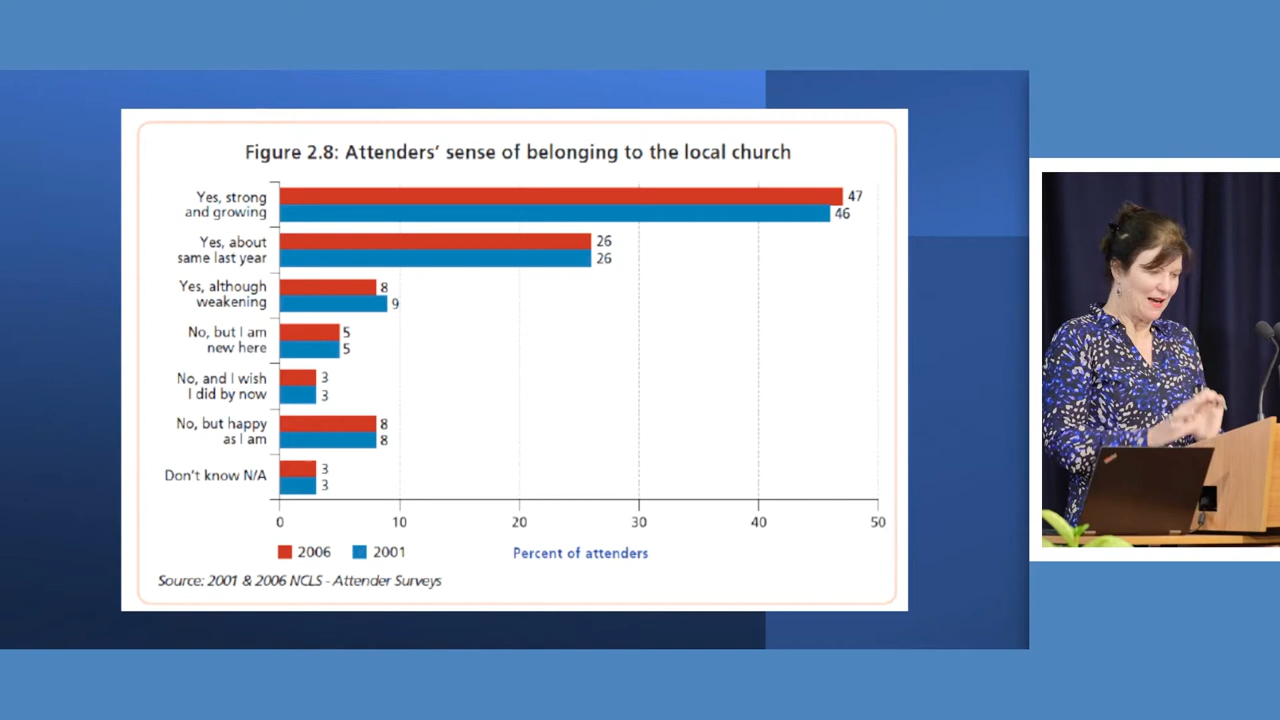 Figure 2.8: Attenders' sense of belonging to the local church
Yes, strong
and growing
47
46
Yes, about
same last year
26
26
Yes, although
weakening
8
9
No, but I am
new here
5
5
No, and I wish
I did by now
3
3
No, but happy
as I am
8
8
Don't know N/A
3
3
0 10 20 30 40 50
2006 2001 Percent of attenders
Source: 2001 & 2006 NCLS - Attender Surveys